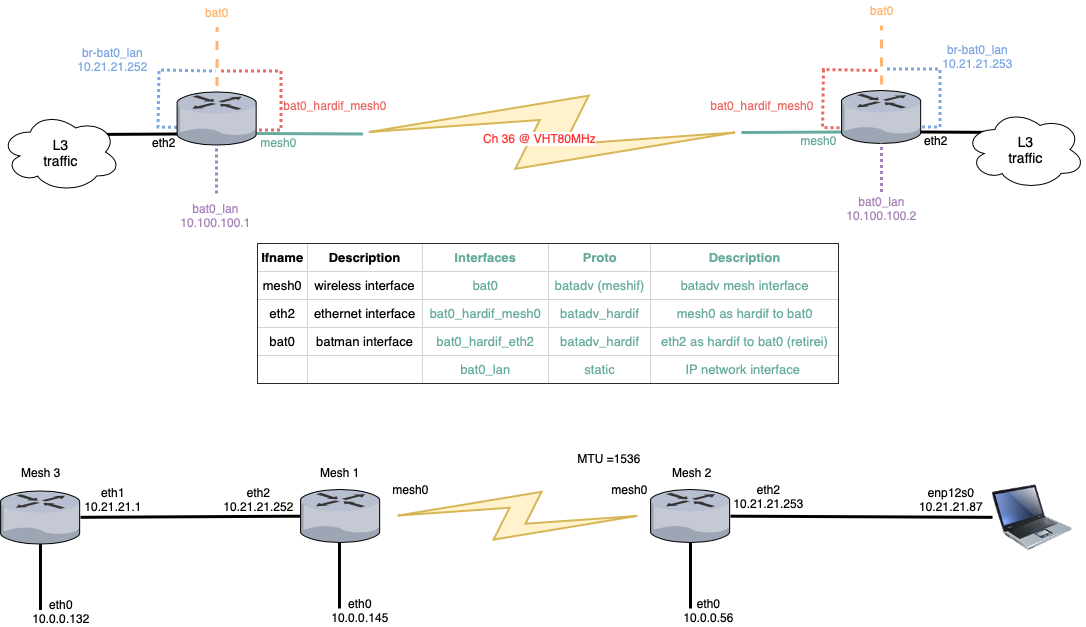 bat0
bat0
br-bat0_lan
10.21.21.252
br-bat0_lan
10.21.21.253
bat0_hardif_mesh0
bat0_hardif_mesh0
L3
traffic
eth2
mesh0
Ch 36 @ VHT80MHz
mesh0
eth2
L3
traffic
bat0_lan
10.100.100.1
bat0_lan
10.100.100.2
Ifname Description Interfaces Proto Description
mesh0 wireless interface bat0 batadv (meshif) batadv mesh interface
eth2 ethernet interface bat0_hardif_mesh0 batadv_hardif mesh0 as hardif to bat0
bat0 batman interface bat0_hardif_eth2 batadv_hardif eth2 as hardif to bat0 (retirei)
bat0_lan static IP network interface
MTU =1536
Mesh 3
Mesh 1
Mesh 2
eth1
10.21.21.1
eth2
10.21.21.252
mesh0
mesh0
eth2
10.21.21.253
enp12s0
10.21.21.87
eth0
10.0.0.132
eth0
10.0.0.145
eth0
10.0.0.56